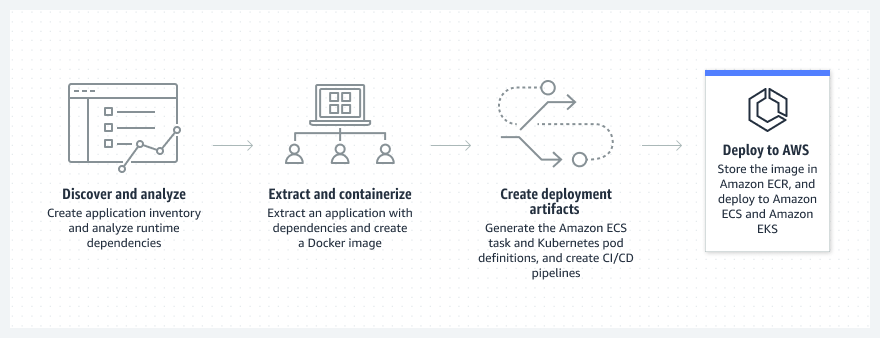 Discover and analyze
Create application inventory
and analyze runtime
dependencies
Extract and containerize
Extract an application with
dependencies and create
a Docker image
Create deployment
artifacts
Generate the Amazon ECS
task and Kubernetes pod
definitions, and create CI/CD
pipelines
Deploy to AWS
Store the image in
Amazon ECR, and
deploy to Amazon
ECS and Amazon
EKS